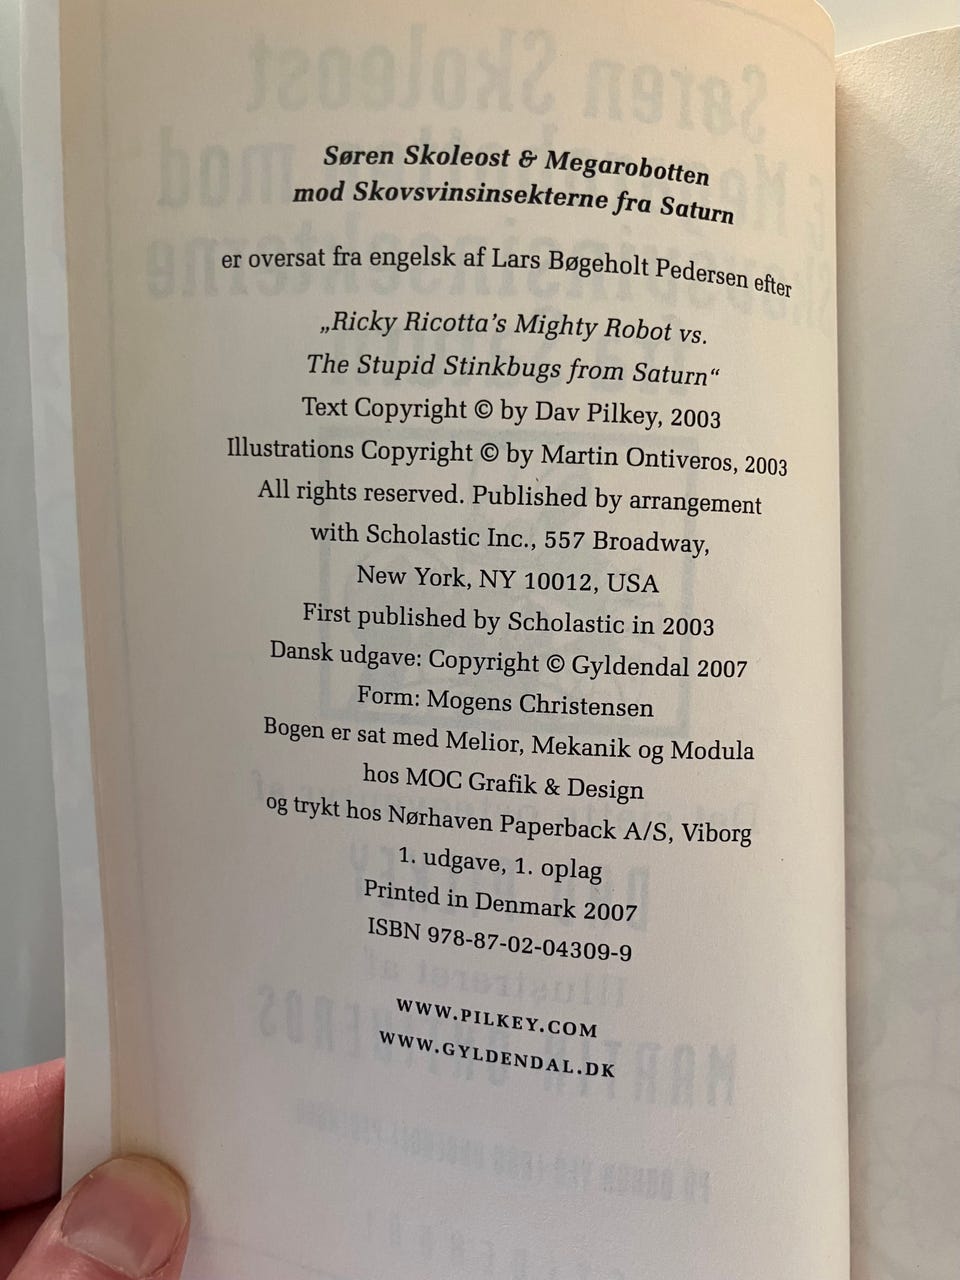 Søren Skoleost & Megarobotten
mod Skovsvinsinsekterne fra Saturn
er oversat fra engelsk af Lars Bøgeholt Pedersen efter
„Ricky Ricotta's Mighty Robot vs.
The Stupid Stinkbugs from Saturn“
Text Copyright © by Dav Pilkey, 2003
Illustrations Copyright © by Martin Ontiveros, 2003
All rights reserved. Published by arrangement
with Scholastic Inc., 557 Broadway,
New York, NY 10012, USA
First published by Scholastic in 2003
Dansk udgave: Copyright © Gyldendal 2007
Form: Mogens Christensen
Bogen er sat med Melior, Mekanik og Modula
hos MOC Grafik & Design
og trykt hos Nørhaven Paperback A/S, Viborg
1. udgave, 1. oplag
Printed in Denmark 2007
ISBN 978-87-02-04309-9
WWW.PILKEY.COM
WWW.GYLDENDAL.DK